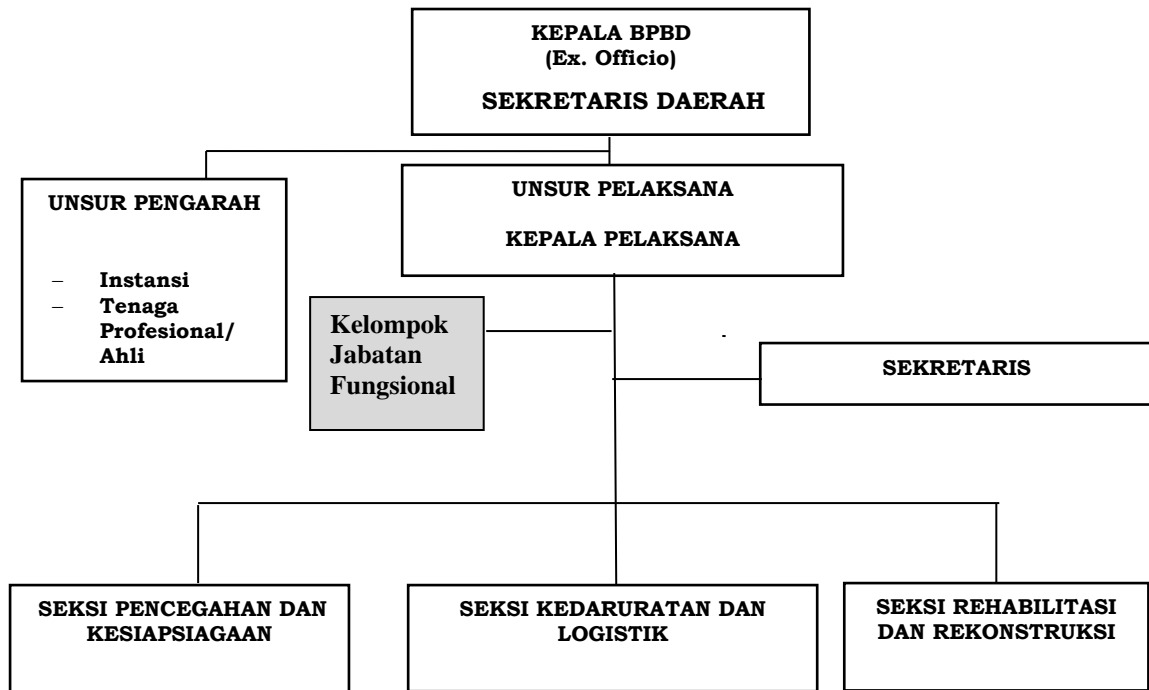 KEPALA BPBD
(Ex. Officio)
SEKRETARIS DAERAH
UNSUR PENGARAH
– Instansi
– Tenaga
Profesional/
Ahli
UNSUR PELAKSANA
KEPALA PELAKSANA
Kelompok
Jabatan
Fungsional
-
SEKRETARIS
SEKSI PENCEGAHAN DAN
KESIAPSIAGAAN
SEKSI KEDARURATAN DAN
LOGISTIK
SEKSI REHABILITASI
DAN REKONSTRUKSI